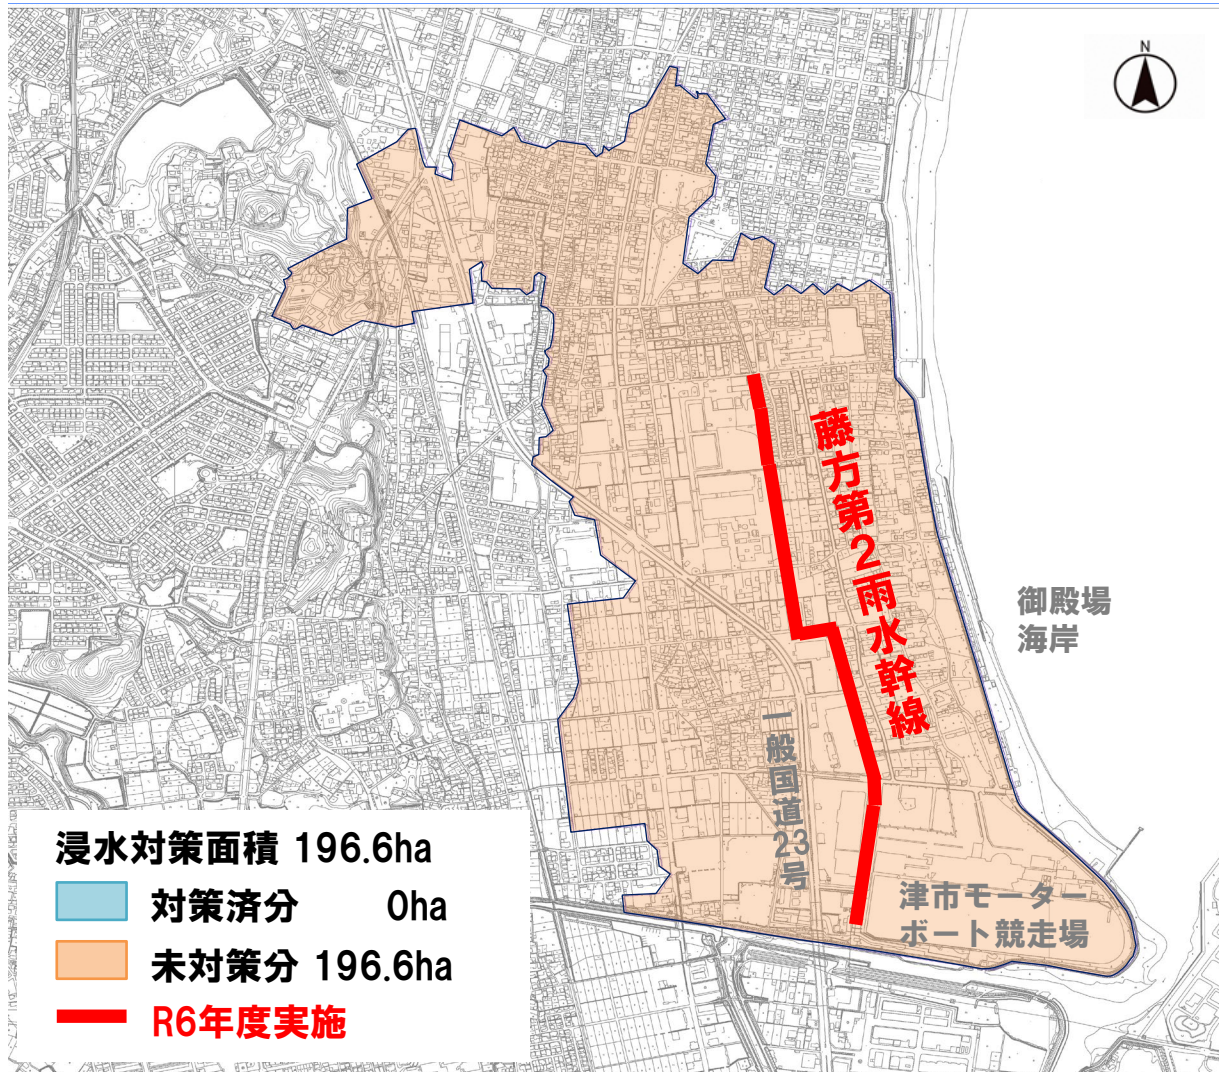 N
藤方第2雨水幹線
御殿場
海岸
一般国道23号
津市モーター
ボート競走場
浸水対策面積 196.6ha
対策済分 0ha
未対策分 196.6ha
R6年度実施